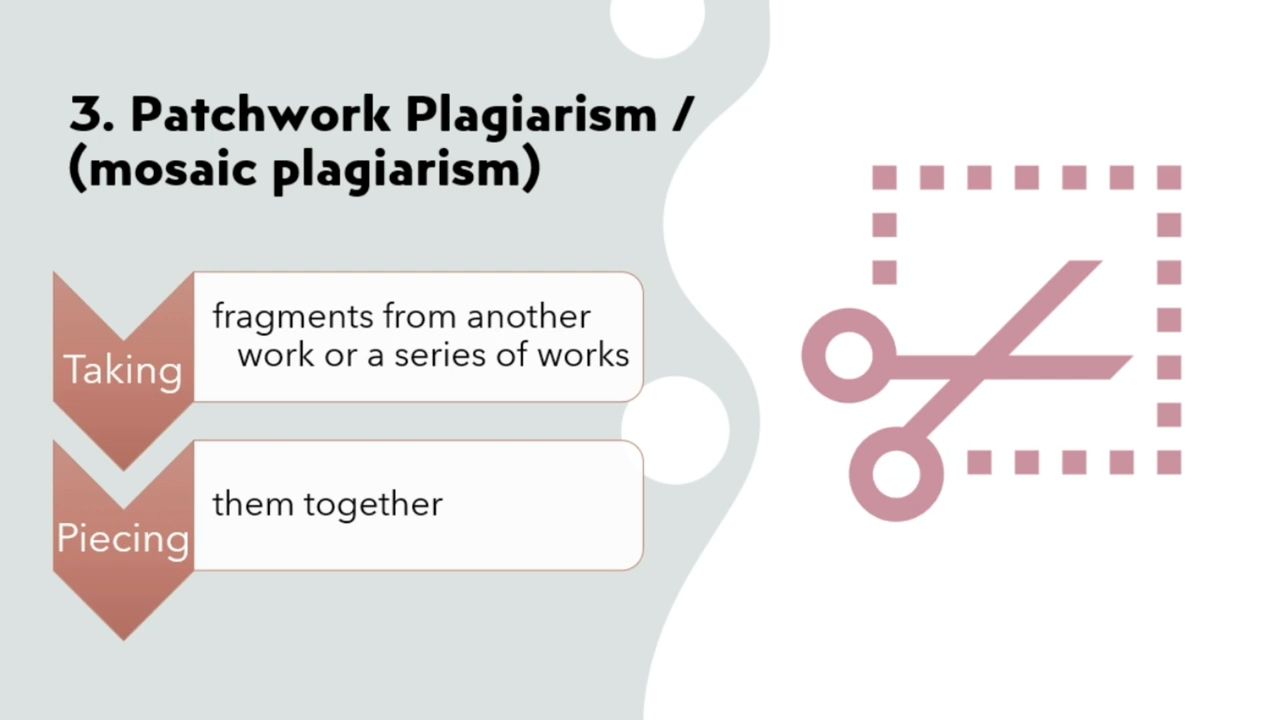 3. Patchwork Plagiarism /
(mosaic plagiarism)
Taking
fragments from another
work or a series of works
Piecing
them together